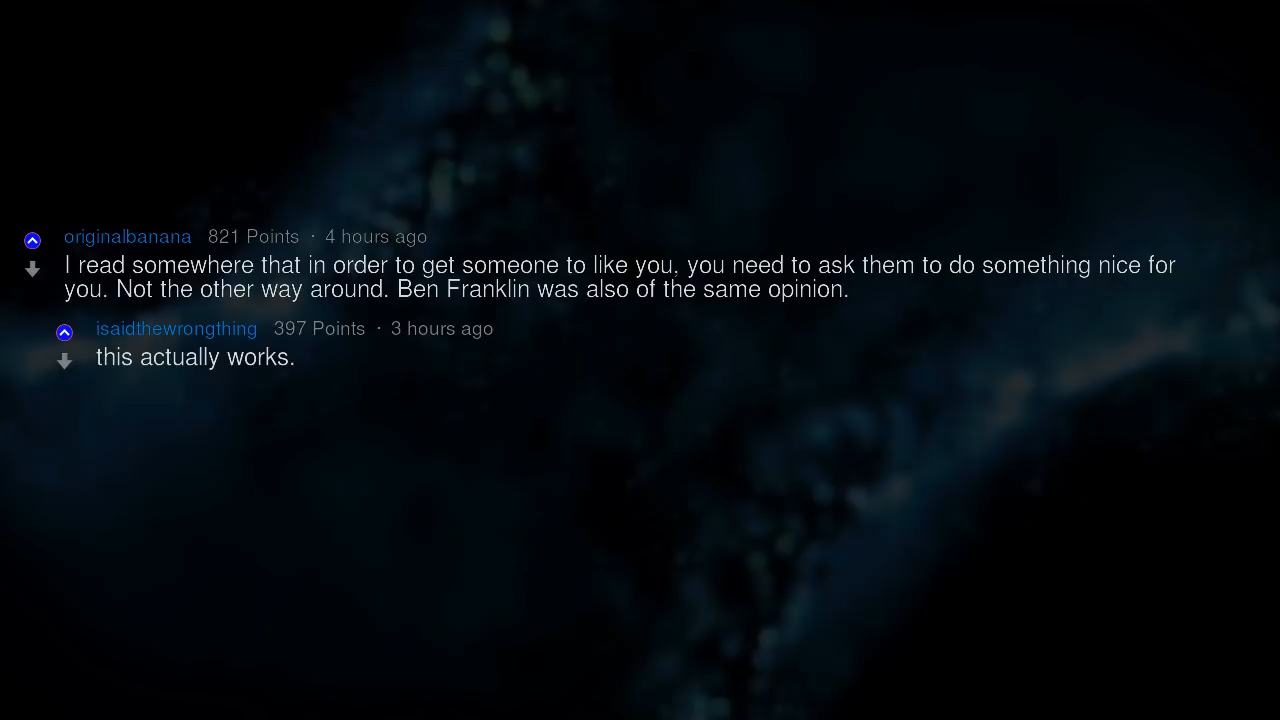 originalbanana 821 Points · 4 hours ago
I read somewhere that in order to get someone to like you, you need to ask them to do something nice for
you. Not the other way around. Ben Franklin was also of the same opinion.
isaidthewrongthing 397 Points · 3 hours ago
this actually works.